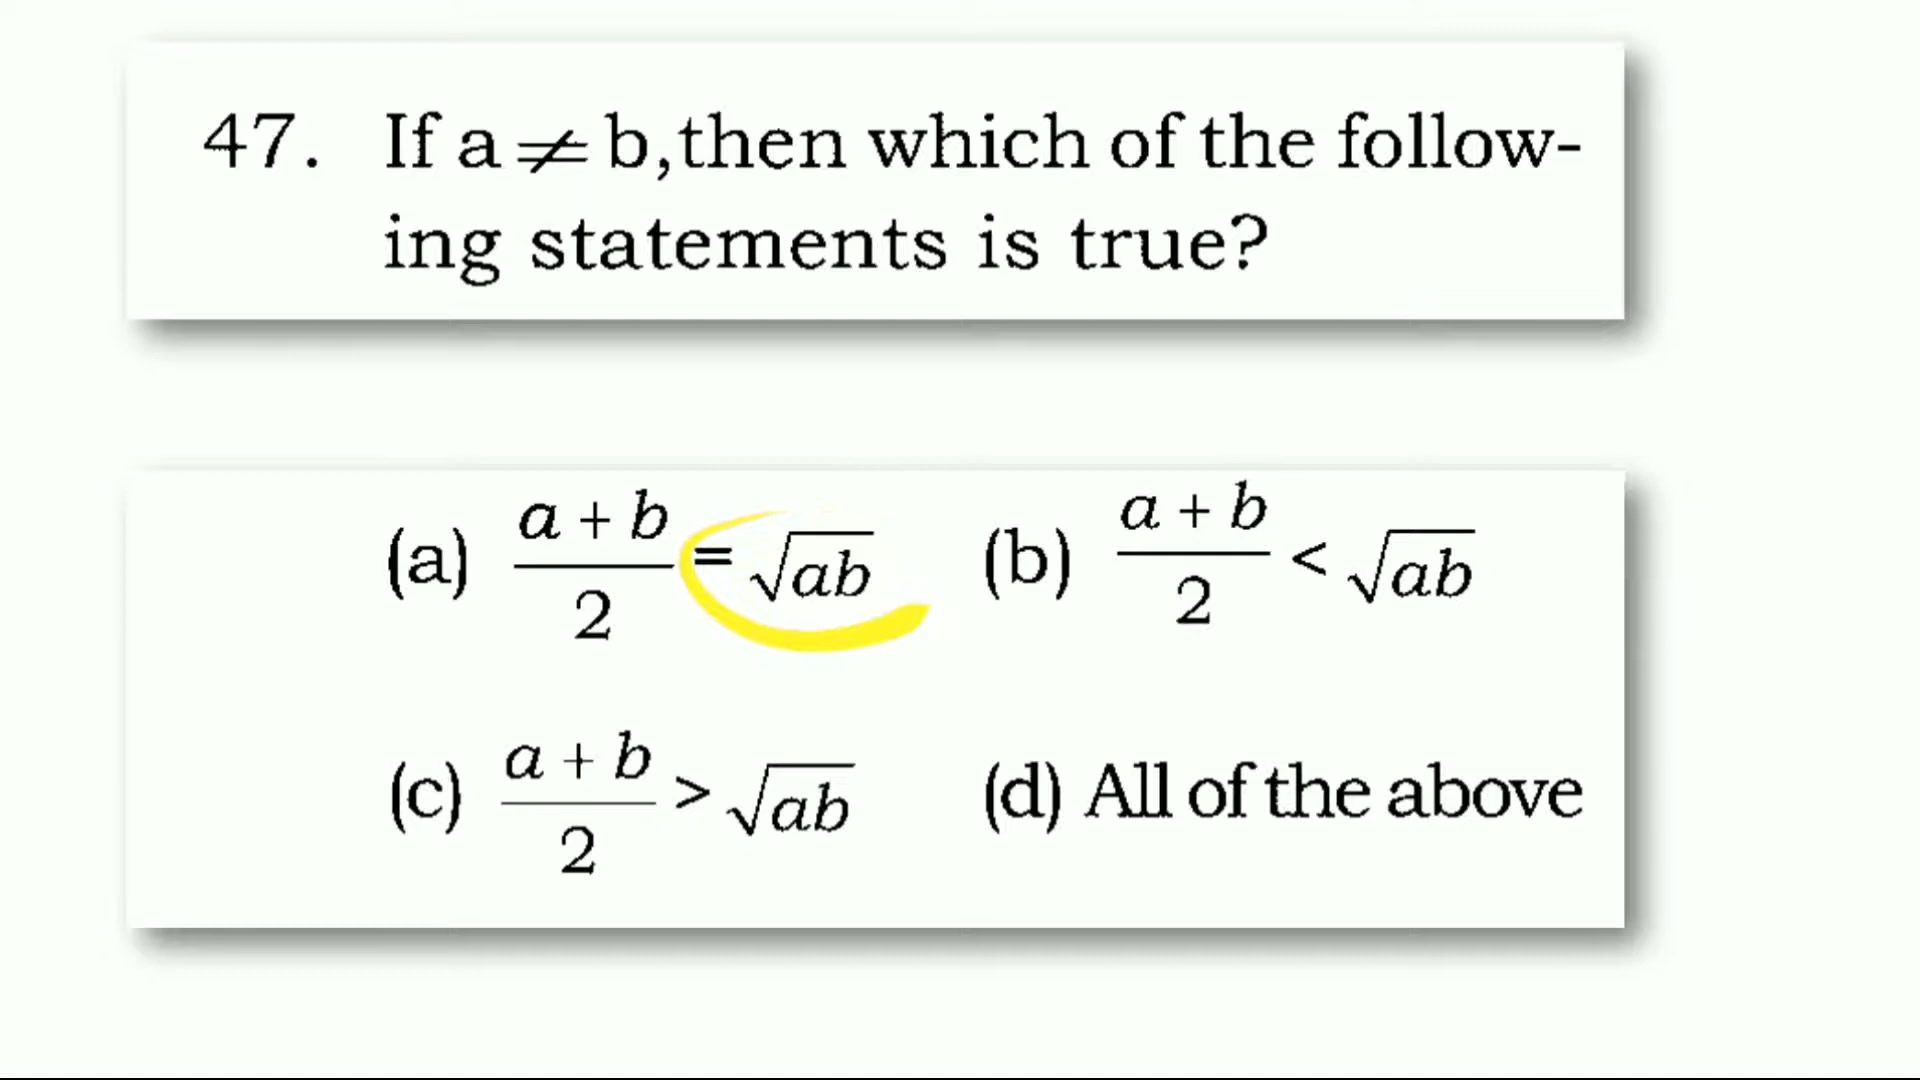 47. If a ≠ b,then which of the follow-
ing statements is true?
(a) a + b / 2 = √ab (b) a + b / 2 < √ab
(c) a + b / 2 > √ab (d) All of the above